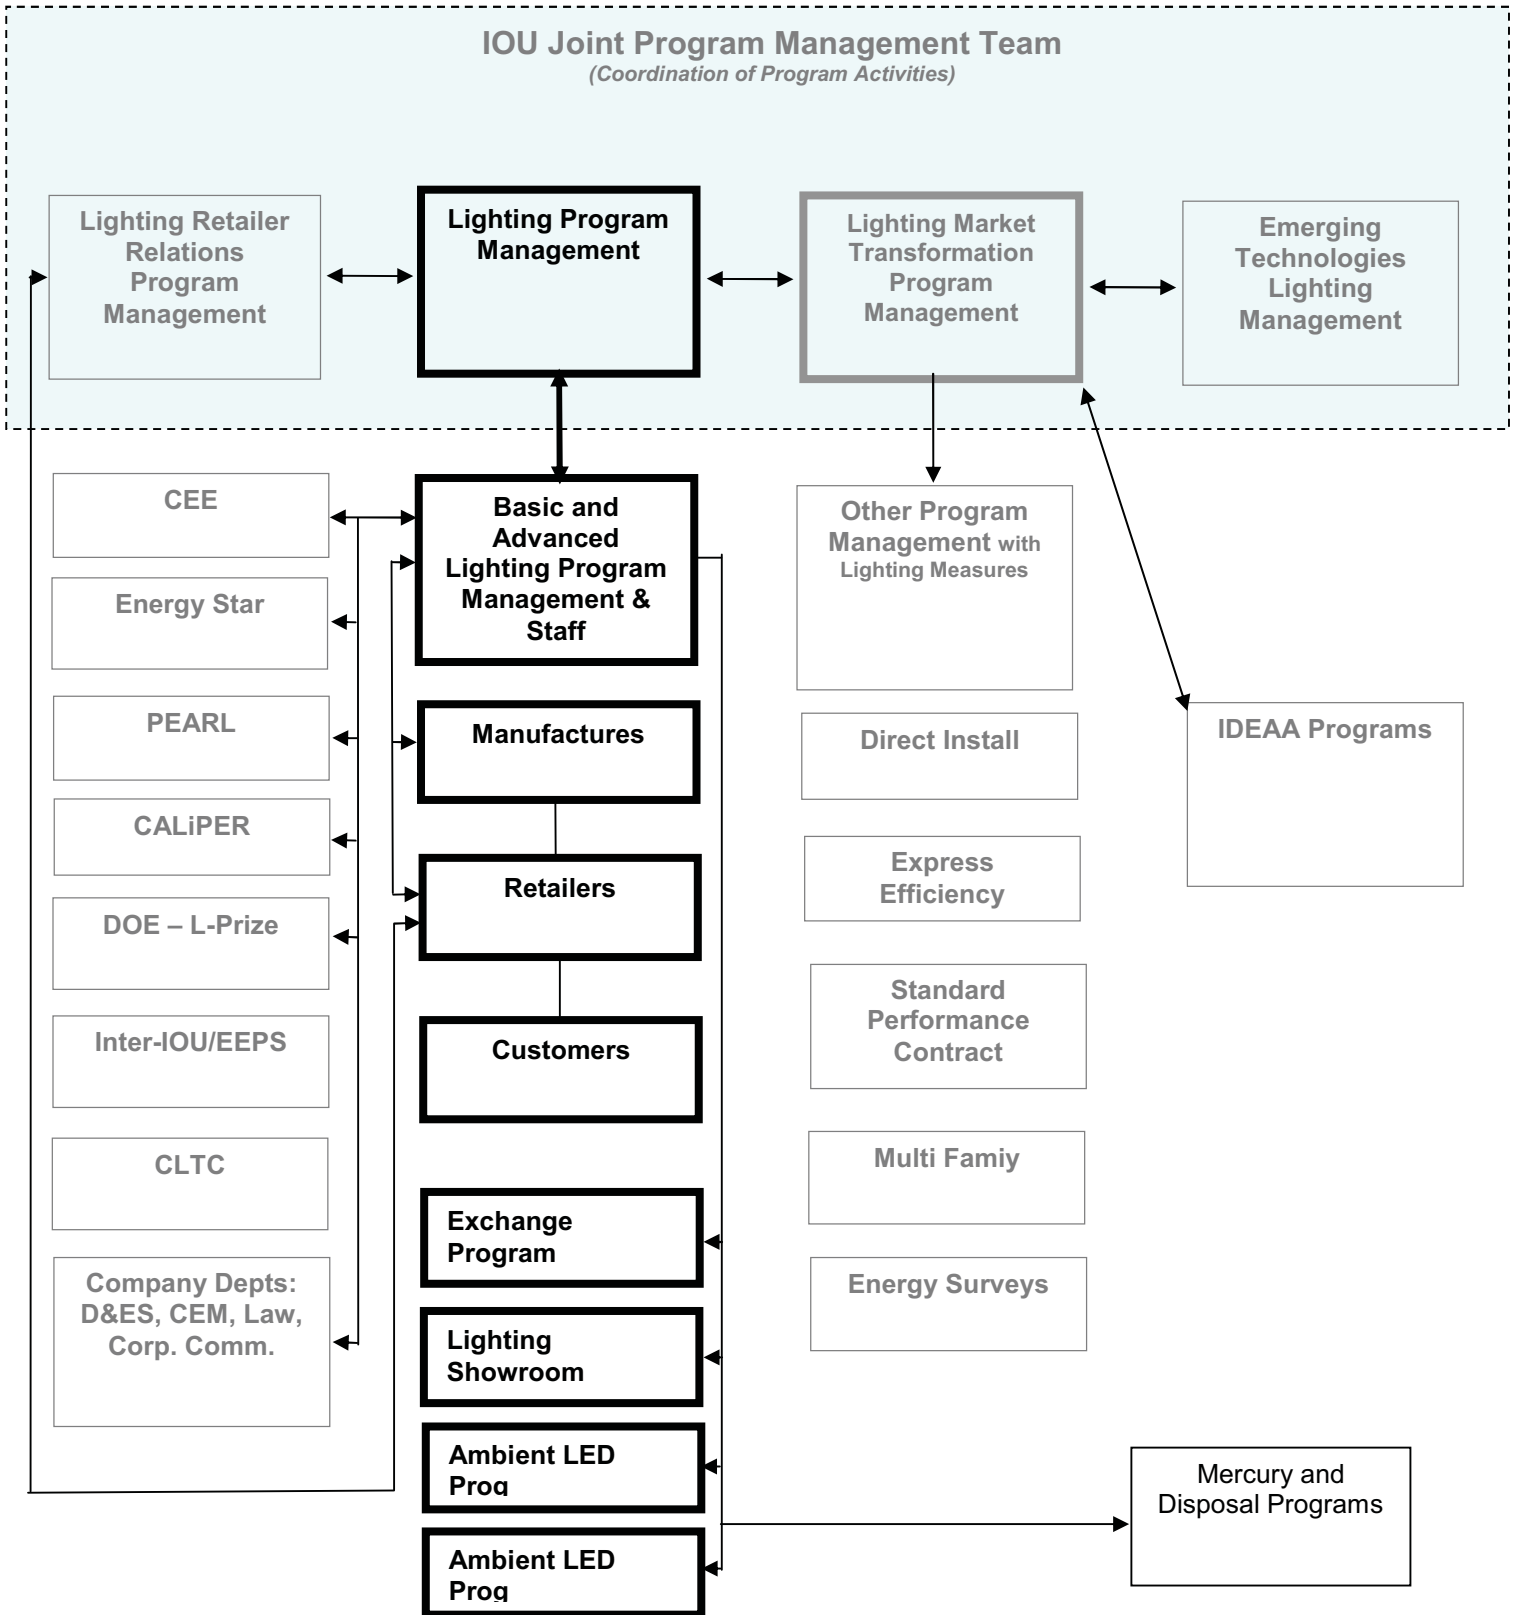 IOU Joint Program Management Team
(Coordination of Program Activities)
Lighting Retailer
Relations
Program
Management
Lighting Program
Management
Lighting Market
Transformation
Program
Management
Emerging
Technologies
Lighting
Management
CEE
Energy Star
PEARL
CALiPER
DOE – L-Prize
Inter-IOU/EEPS
CLTC
Company Depts:
D&ES, CEM, Law,
Corp. Comm.
Basic and
Advanced
Lighting Program
Management &
Staff
Manufactures
Retailers
Customers
Exchange
Program
Lighting
Showroom
Ambient LED
Prog
Ambient LED
Prog
Other Program
Management with
Lighting Measures
Direct Install
Express
Efficiency
Standard
Performance
Contract
Multi Famiy
Energy Surveys
IDEAA Programs
Mercury and
Disposal Programs